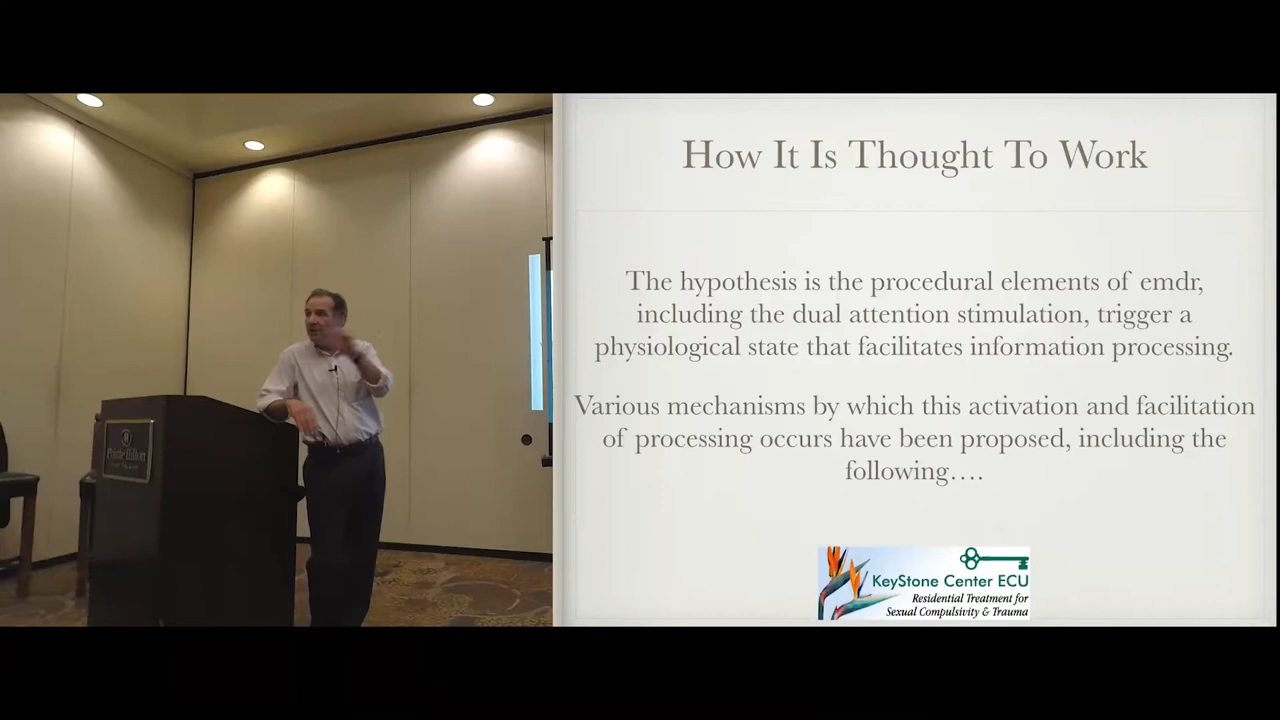 Pointe Hilton
How It Is Thought To Work
The hypothesis is the procedural elements of emdr,
including the dual attention stimulation, trigger a
physiological state that facilitates information processing.
Various mechanisms by which this activation and facilitation
of processing occurs have been proposed, including the
following….
KeyStone Center ECU
Residential Treatment for
Sexual Compulsivity & Trauma